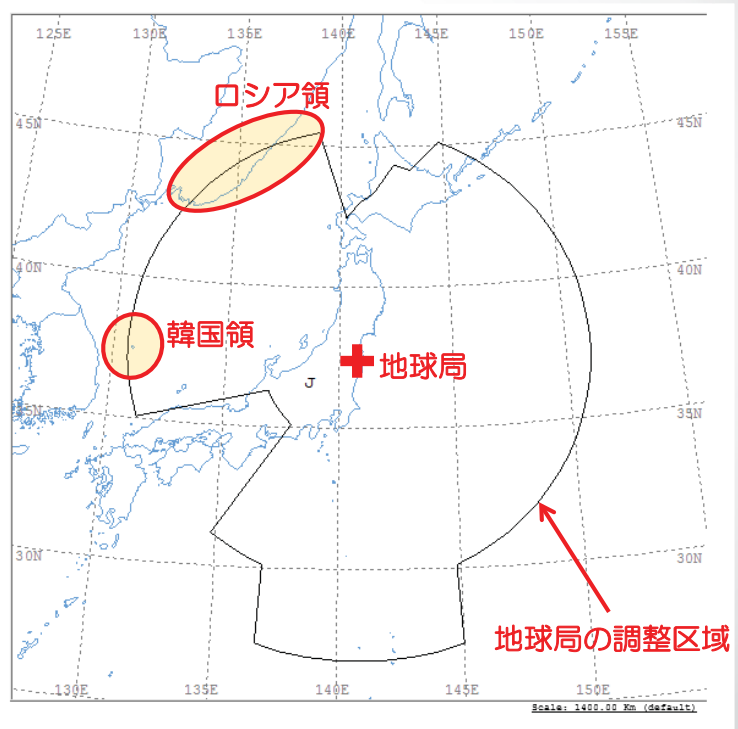 125E 130E 135E 140E 145E 150E 155E
ロシア領
45N 45N
40N 40N
韓国領
地球局
J
35N 35N
30N 30N
地球局の調整区域
130E 135E 140E 145E 150E
Scale: 1400.00 Km (default)